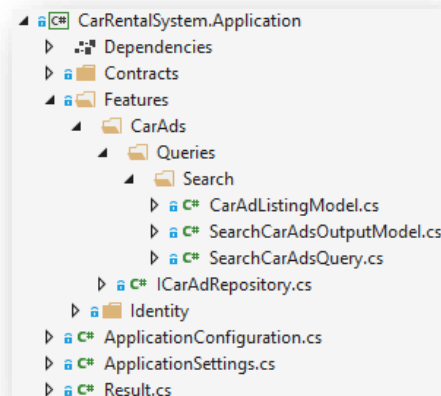 C# CarRentalSystem.Application
Dependencies
Contracts
Features
CarAds
Queries
Search
C# CarAdListingModel.cs
C# SearchCarAdsOutputModel.cs
C# SearchCarAdsQuery.cs
C# ICarAdRepository.cs
Identity
C# ApplicationConfiguration.cs
C# ApplicationSettings.cs
C# Result.cs